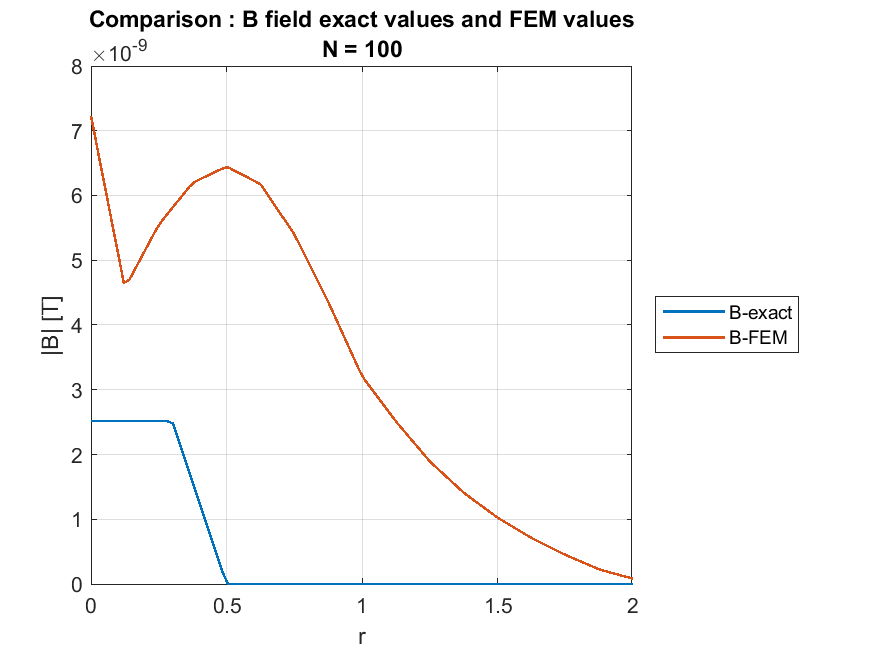 Comparison : B field exact values and FEM values
N = 100
×10-9
8
7
6
5
4
3
2
1
0
|B| [T]
0 0.5 1 1.5 2
r
B-exact
B-FEM